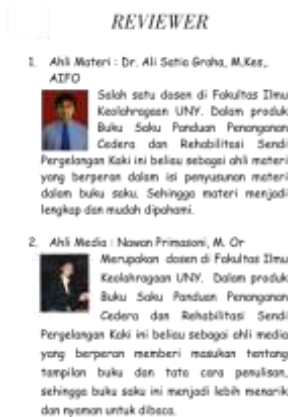 REVIEWER
1. Ahli Materi : Dr. Ali Satia Graha, M.Kes.,
AIFO
Salah satu dosen di Fakultas Ilmu
Keolahragaan UNY. Dalam produk
Buku Saku Panduan Penanganan
Cedera dan Rehabilitasi Sendi
Pergelangan Kaki ini beliau sebagai ahli materi
yang berperan dalam isi penyusunan materi
dalam buku saku. Sehingga materi menjadi
lengkap dan mudah dipahami.
2. Ahli Media : Nawan Primasoni, M. Or
Merupakan dosen di Fakultas Ilmu
Keolahragaan UNY. Dalam produk
Buku Saku Panduan Penanganan
Cedera dan Rehabilitasi Sendi
Pergelangan Kaki ini beliau sebagai ahli media
yang berperan memberi masukan tentang
tampilan buku dan tata cara penulisan,
sehingga buku saku ini menjadi lebih menarik
dan nyaman untuk dibaca.